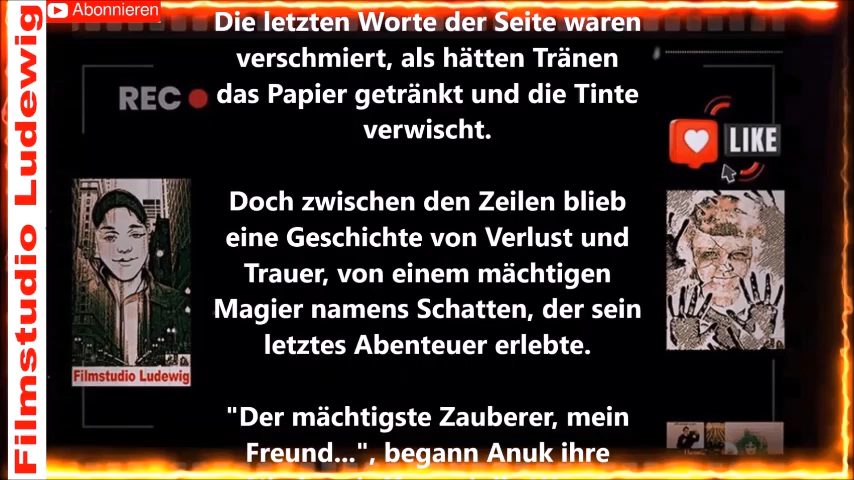 Abonnieren
Filmstudio Ludewig
REC
LIKE
Filmstudio Ludewig
Die letzten Worte der Seite waren
verschmiert, als hätten Tränen
das Papier getränkt und die Tinte
verwischt.
Doch zwischen den Zeilen blieb
eine Geschichte von Verlust und
Trauer, von einem mächtigen
Magier namens Schatten, der sein
letztes Abenteuer erlebte.
"Der mächtigste Zauberer, mein
Freund...", begann Anuk ihre